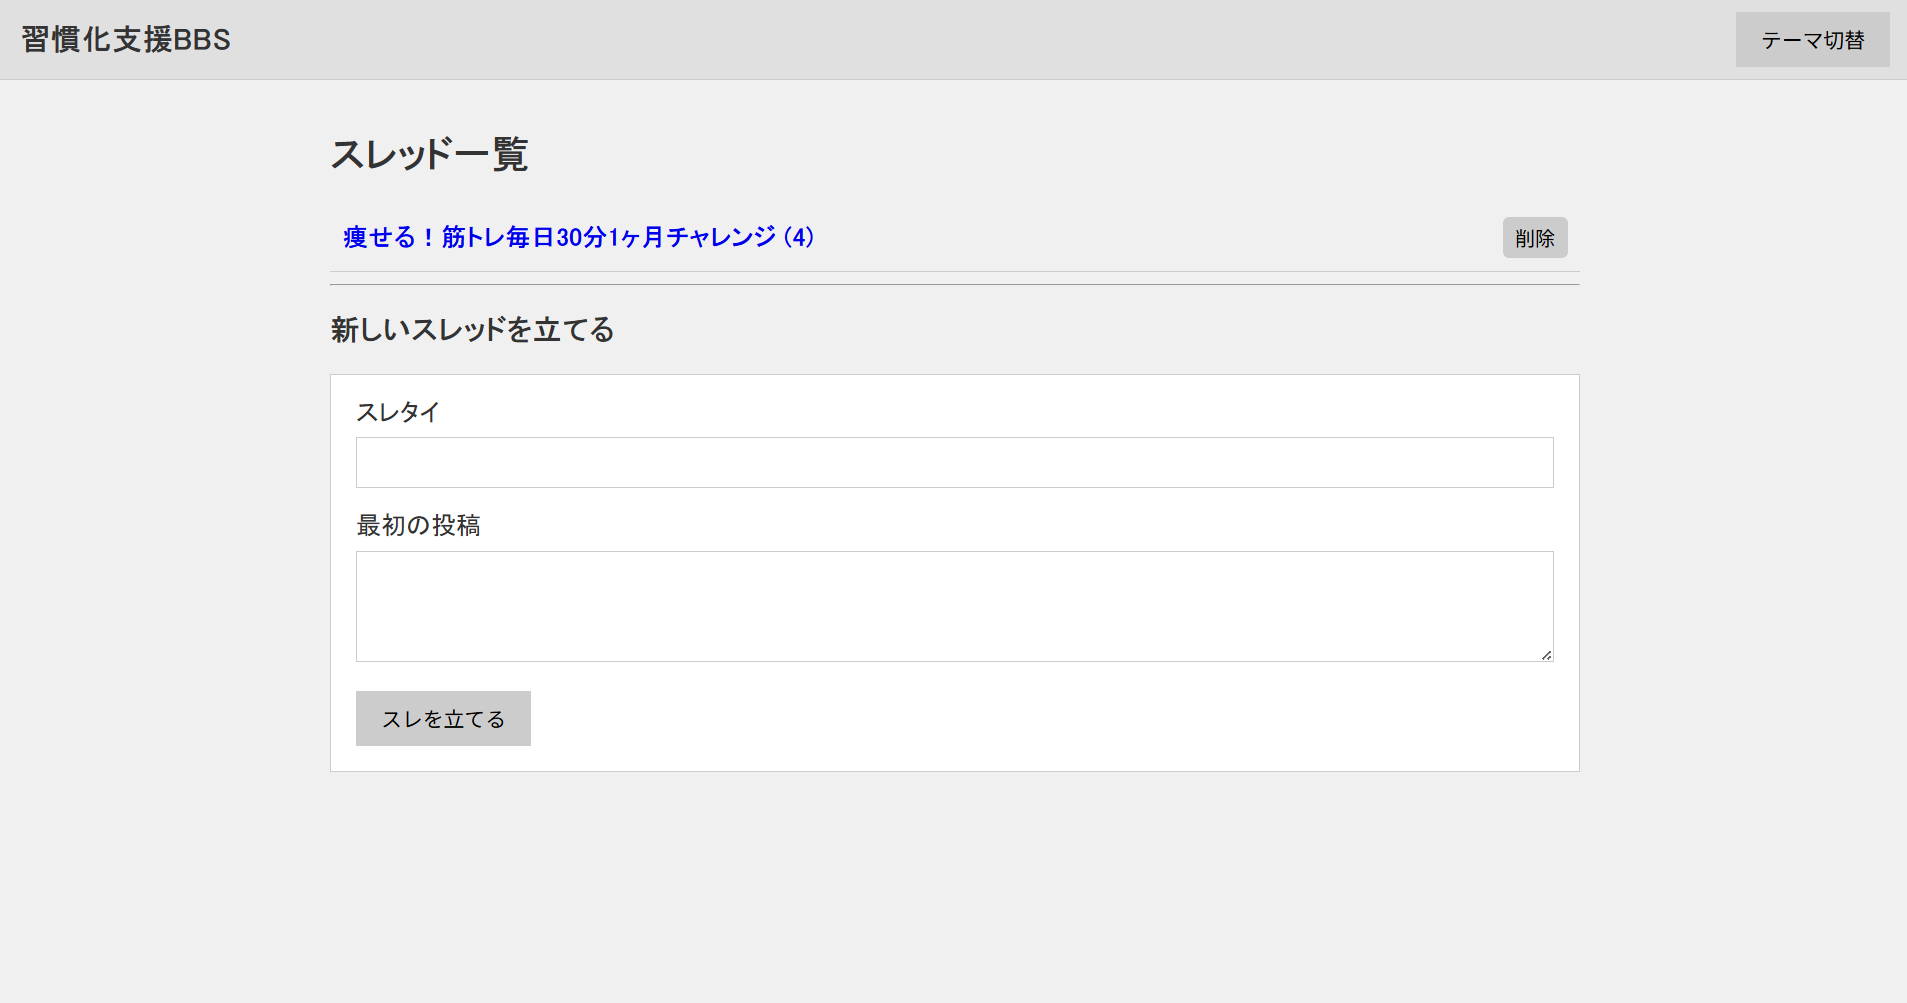 習慣化支援BBS
テーマ切替
スレッド一覧
痩せる！筋トレ毎日30分1ヶ月チャレンジ (4)
削除
新しいスレッドを立てる
スレタイ
最初の投稿
スレを立てる